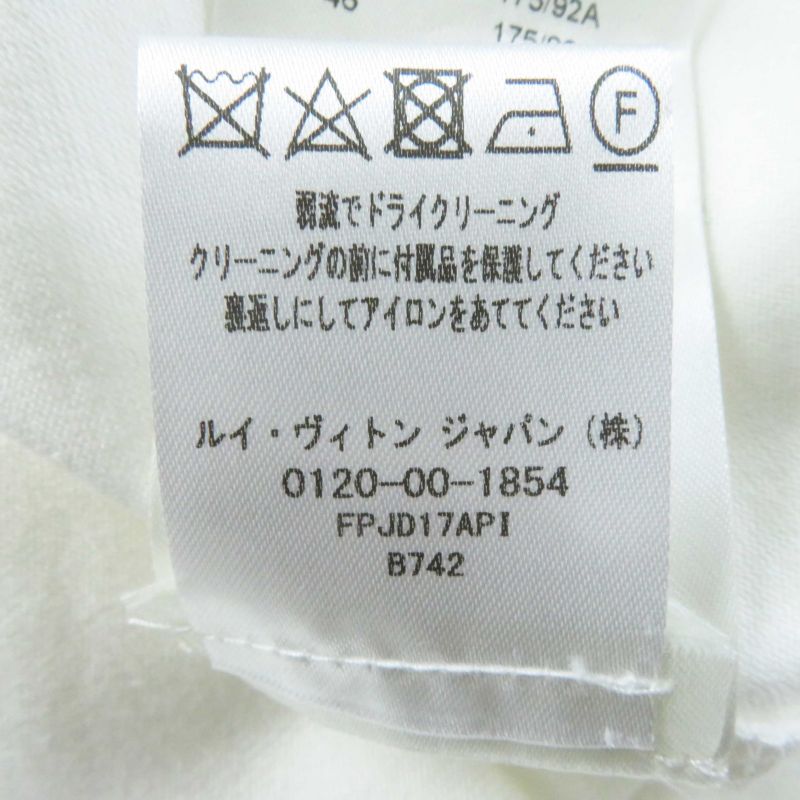 46
175/92A
F
弱流でドライクリーニング
クリーニングの前に付属品を保護してください
裏返しにしてアイロンをあててください
ルイ・ヴィトン ジャパン (株)
0120-00-1854
FPJD17API
B742